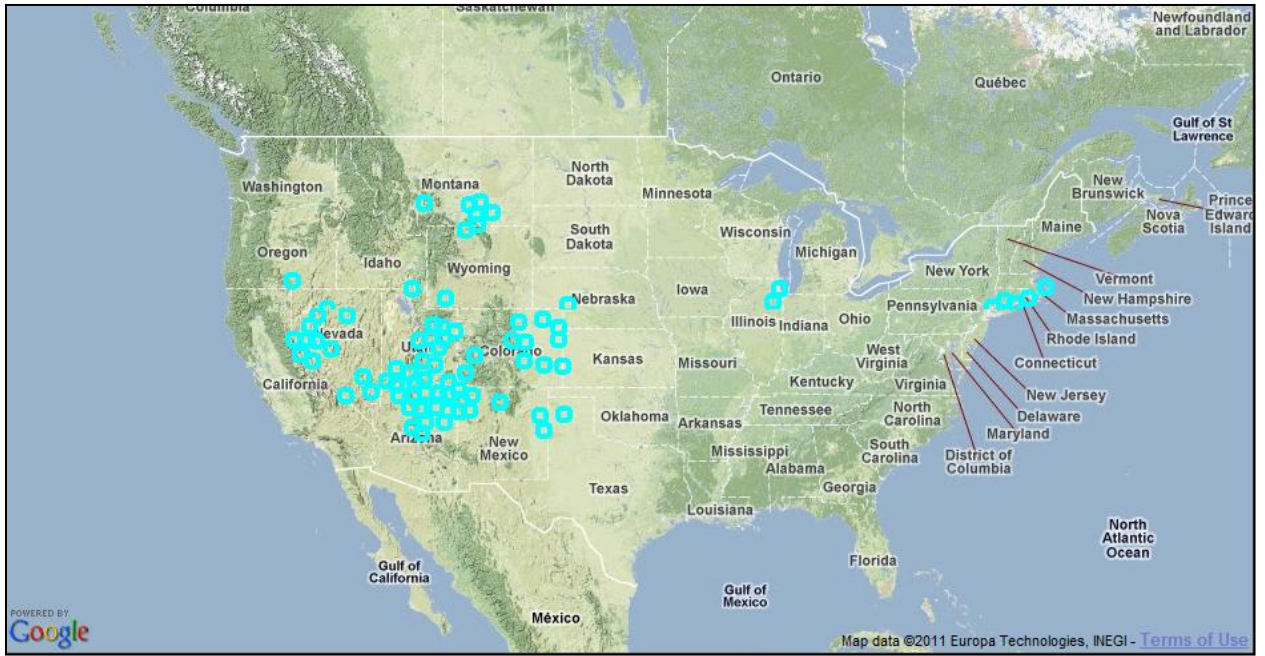 Columbia
Saskatchewan
Newfoundland
and Labrador
Ontario
Québec
Gulf of St
Lawrence
Washington
Montana
North
Dakota
Minnesota
New
Brunswick
Prince
Edward
Island
Nova
Scotia
Maine
Oregon
Idaho
South
Dakota
Wisconsin
Michigan
Wyoming
New York
Vermont
Iowa
Nebraska
New Hampshire
Pennsylvania
Massachusetts
Illinois
Indiana
Ohio
Nevada
Utah
Colorado
Rhode Island
Kansas
Missouri
West
Virginia
Connecticut
California
Kentucky
Virginia
New Jersey
Oklahoma
Tennessee
North
Carolina
Delaware
Arkansas
Maryland
Arizona
New
Mexico
Mississippi
South
Carolina
District of
Columbia
Alabama
Georgia
Texas
Louisiana
North
Atlantic
Ocean
Florida
Gulf of
California
Gulf of
Mexico
México
POWERED BY
Google
Map data ©2011 Europa Technologies, INEGI - Terms of Use